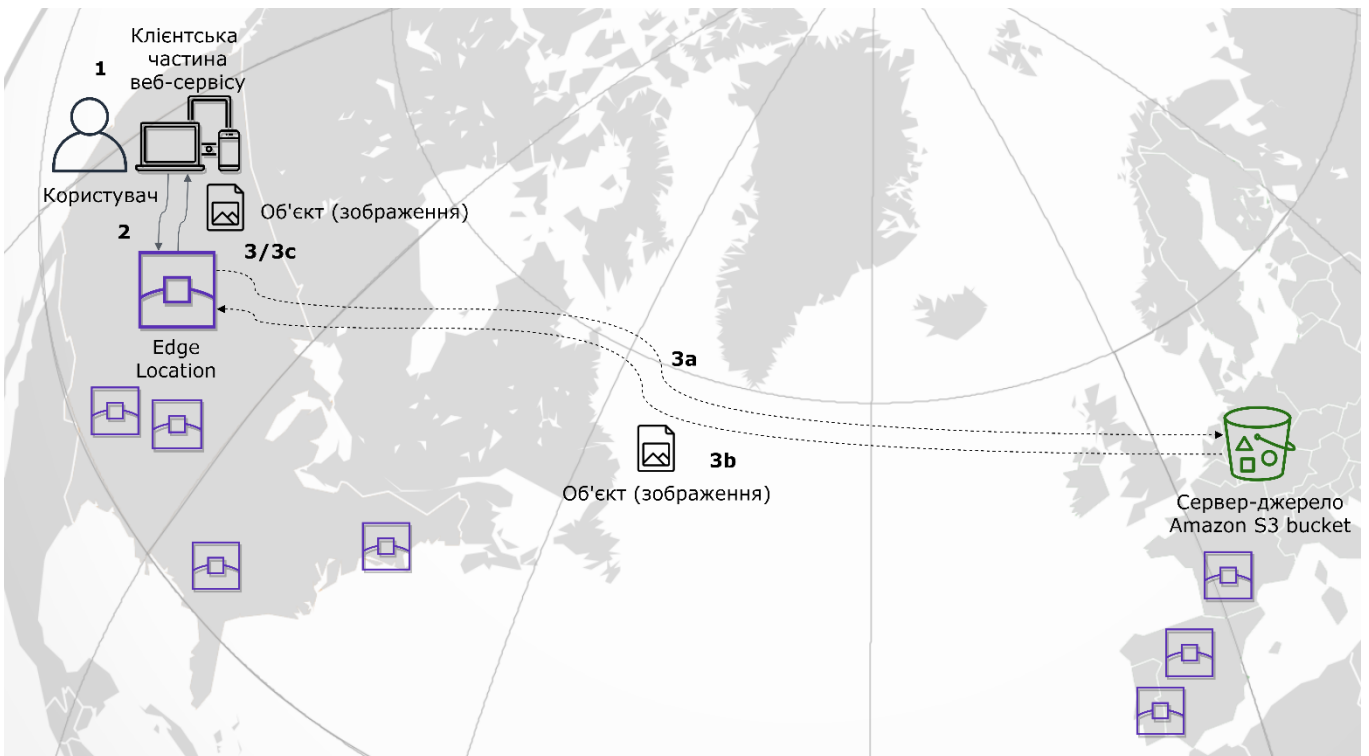 Клієнтська
частина
веб-сервісу
1
Користувач
Об'єкт (зображення)
2
3/3c
Edge
Location
3a
3b
Об'єкт (зображення)
Сервер-джерело
Amazon S3 bucket